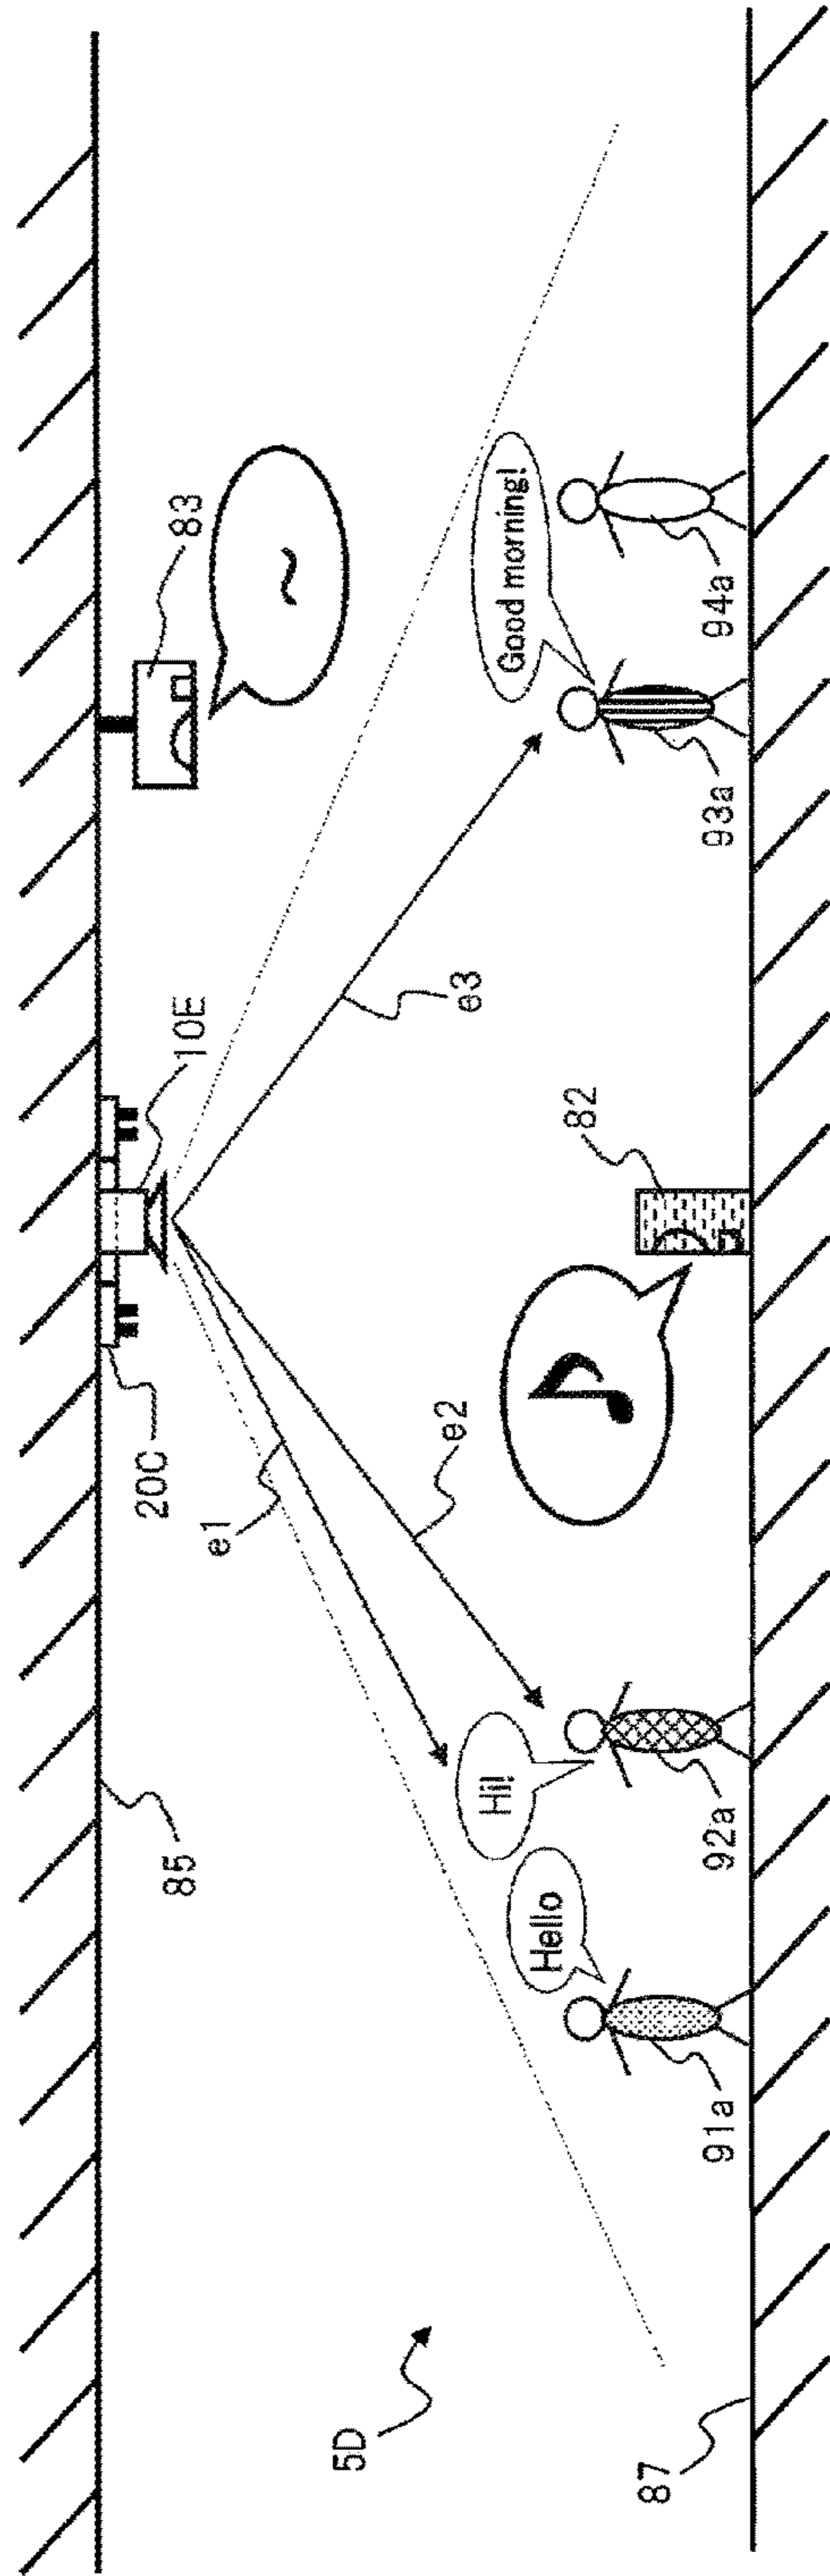 83
10E
20C
85
e1
e2
e3
Good morning!
Hi!
Hello
82
91a
92a
93a
94a
5D
87
~
♪